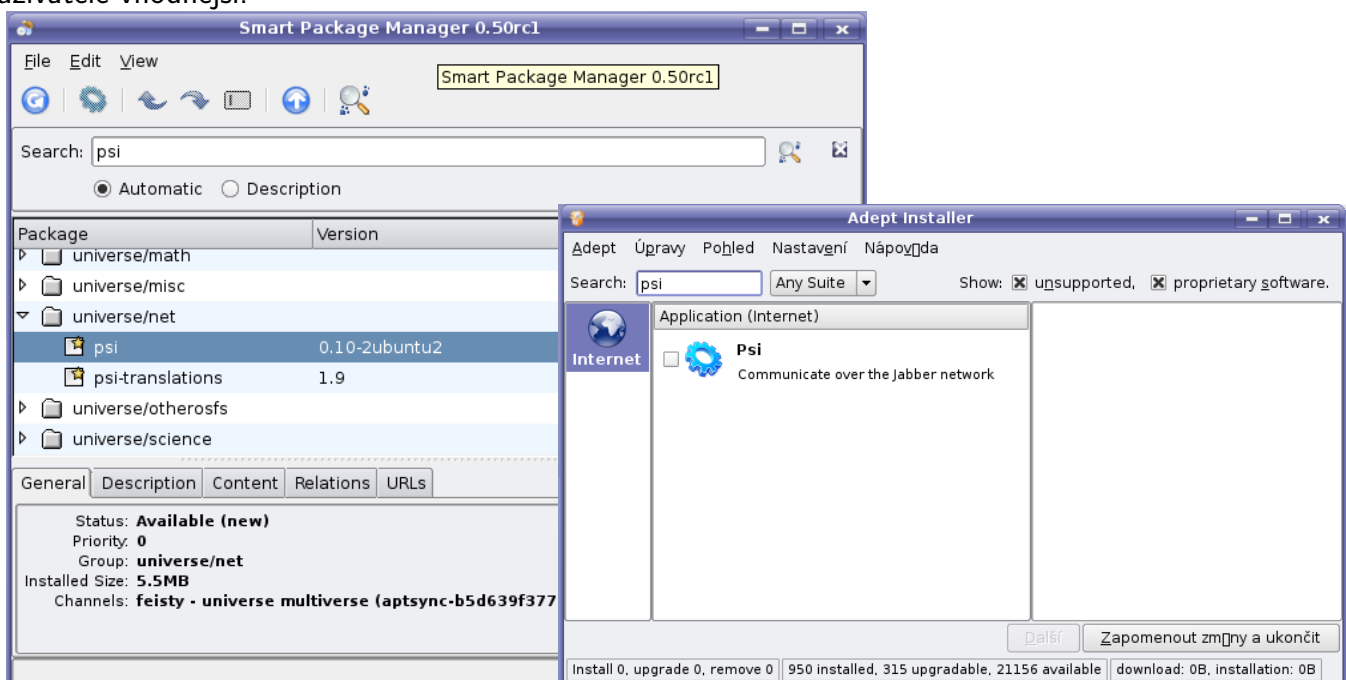 Smart Package Manager 0.50rc1
File Edit View
Smart Package Manager 0.50rc1
Search: psi
Automatic Description
Package Version
universe/math
universe/misc
universe/net
psi 0.10-2ubuntu2
psi-translations 1.9
universe/otherosfs
universe/science
General Description Content Relations URLs
Status: Available (new)
Priority: 0
Group: universe/net
Installed Size: 5.5MB
Channels: feisty - universe multiverse (aptsync-b5d639f377
Adept Installer
Adept Úpravy Pohled Nastavení Nápov▯da
Search: psi Any Suite Show: unsupported, proprietary software.
Internet
Application (Internet)
Psi
Communicate over the Jabber network
Další Zapomenout zm▯ny a ukončit
Install 0, upgrade 0, remove 0 950 installed, 315 upgradable, 21156 available download: 0B, installation: 0B